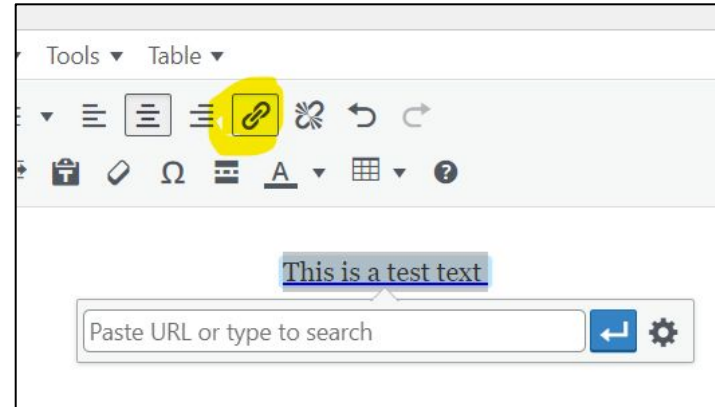 Tools ▾ Table ▾
Ω A
This is a test text
Paste URL or type to search